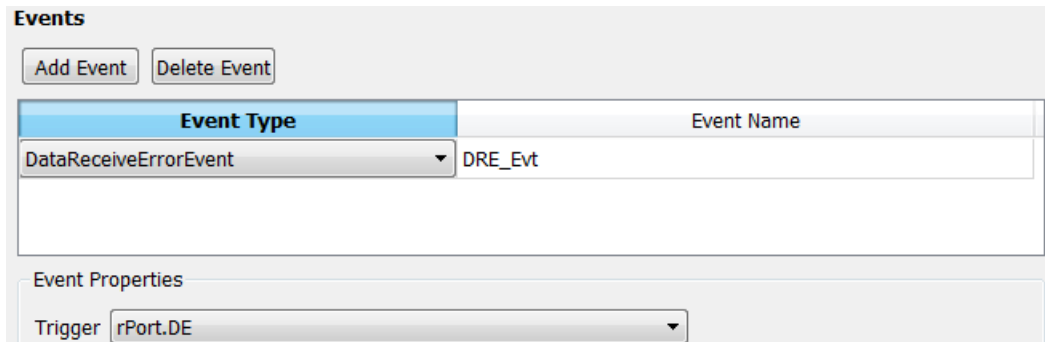 Events
Add Event Delete Event
Event Type Event Name
DataReceiveErrorEvent DRE_Evt
Event Properties
Trigger rPort.DE